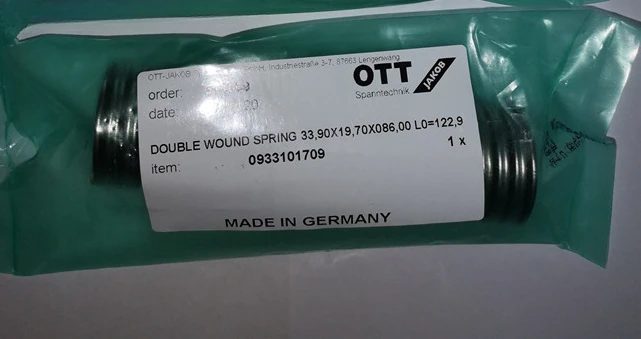 OTT-JAKOB GmbH, Industriestraße 3-7, 87663 Lengenwang
OTT
JAKOB
Spanntechnik
order:
date:
DOUBLE WOUND SPRING 33,90X19,70X086,00 L0=122,9
item: 0933101709 1 x
MADE IN GERMANY